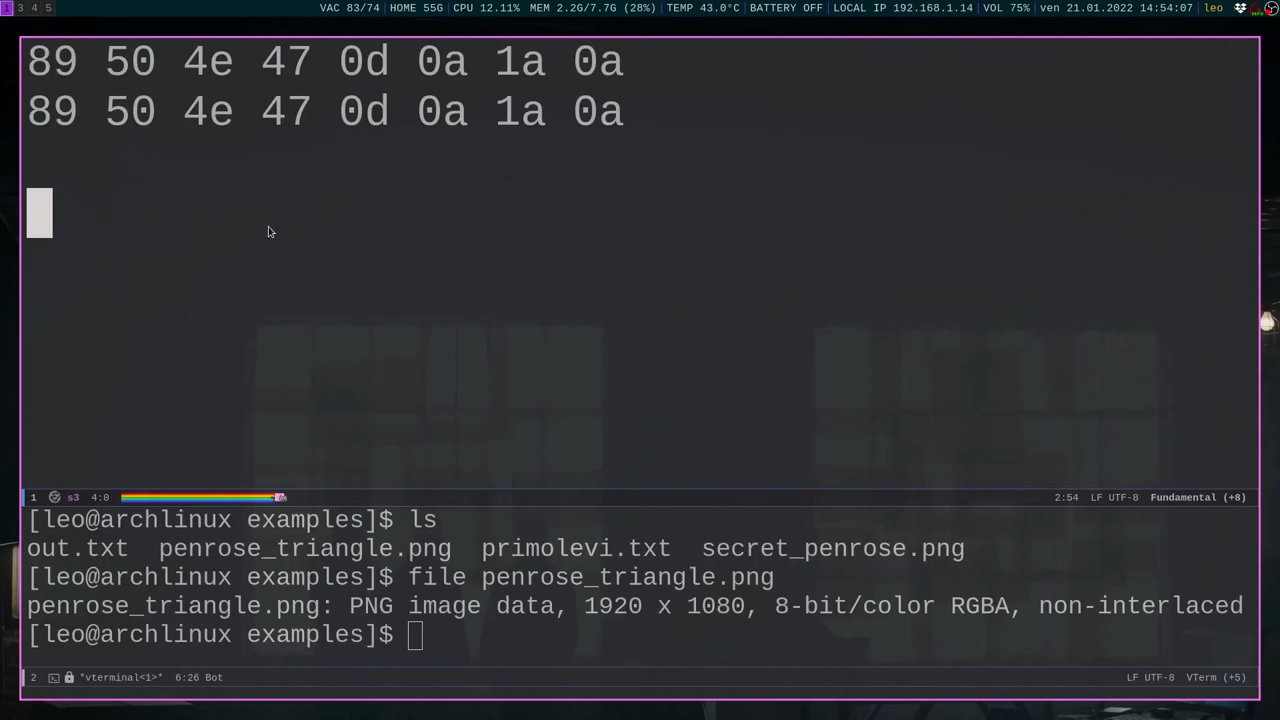 1 3 4 5 VAC 83/74 | HOME 55G | CPU 12.11% MEM 2.2G/7.7G (28%) | TEMP 43.0°C | BATTERY OFF | LOCAL IP 192.168.1.14 | VOL 75% | ven 21.01.2022 14:54:07 | leo
89 50 4e 47 0d 0a 1a 0a
89 50 4e 47 0d 0a 1a 0a
1 s3 4:0 2:54 LF UTF-8 Fundamental (+8)
[leo@archlinux examples]$ ls
out.txt penrose_triangle.png primolevi.txt secret_penrose.png
[leo@archlinux examples]$ file penrose_triangle.png
penrose_triangle.png: PNG image data, 1920 x 1080, 8-bit/color RGBA, non-interlaced
[leo@archlinux examples]$
2 *vterminal<1>* 6:26 Bot LF UTF-8 VTerm (+5)